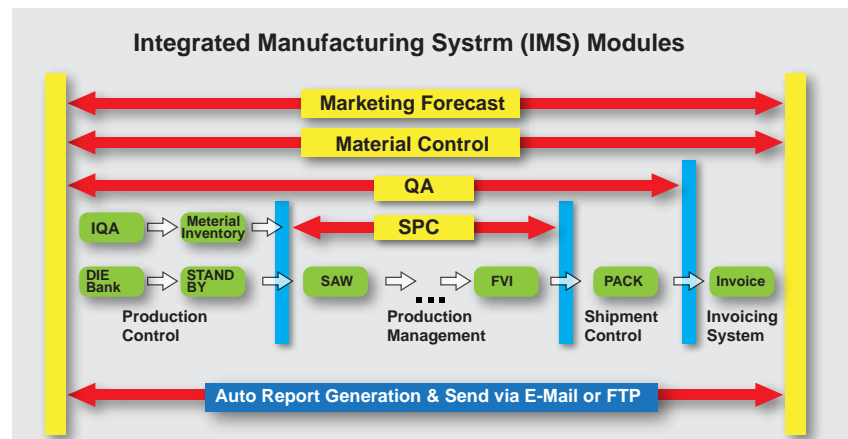 Integrated Manufacturing Systrm (IMS) Modules
Marketing Forecast
Material Control
QA
IQA
Meterial
Inventory
SPC
DIE
Bank
STAND
BY
SAW
...
FVI
PACK
Invoice
Production
Control
Production
Management
Shipment
Control
Invoicing
System
Auto Report Generation & Send via E-Mail or FTP